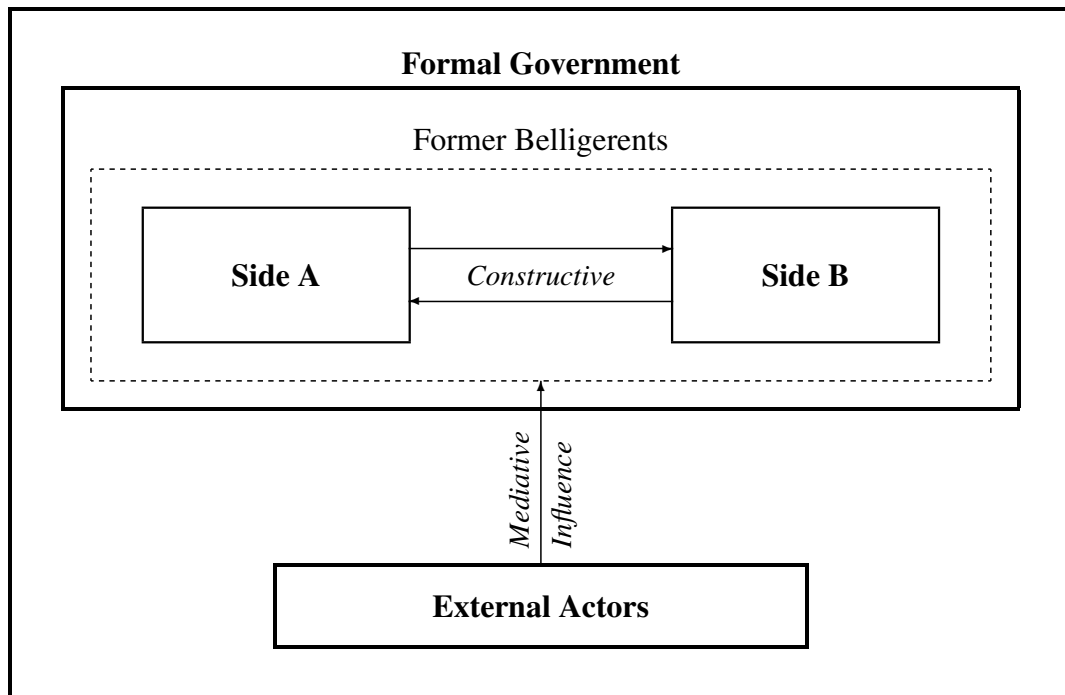 Formal Government
Former Belligerents
Side A
Constructive
Side B
Mediative
Influence
External Actors